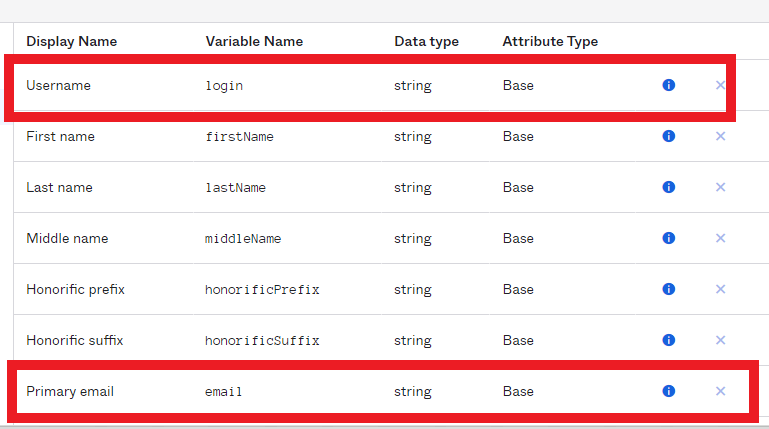 Display Name Variable Name Data type Attribute Type
Username login string Base
First name firstName string Base
Last name lastName string Base
Middle name middleName string Base
Honorific prefix honorificPrefix string Base
Honorific suffix honorificSuffix string Base
Primary email email string Base